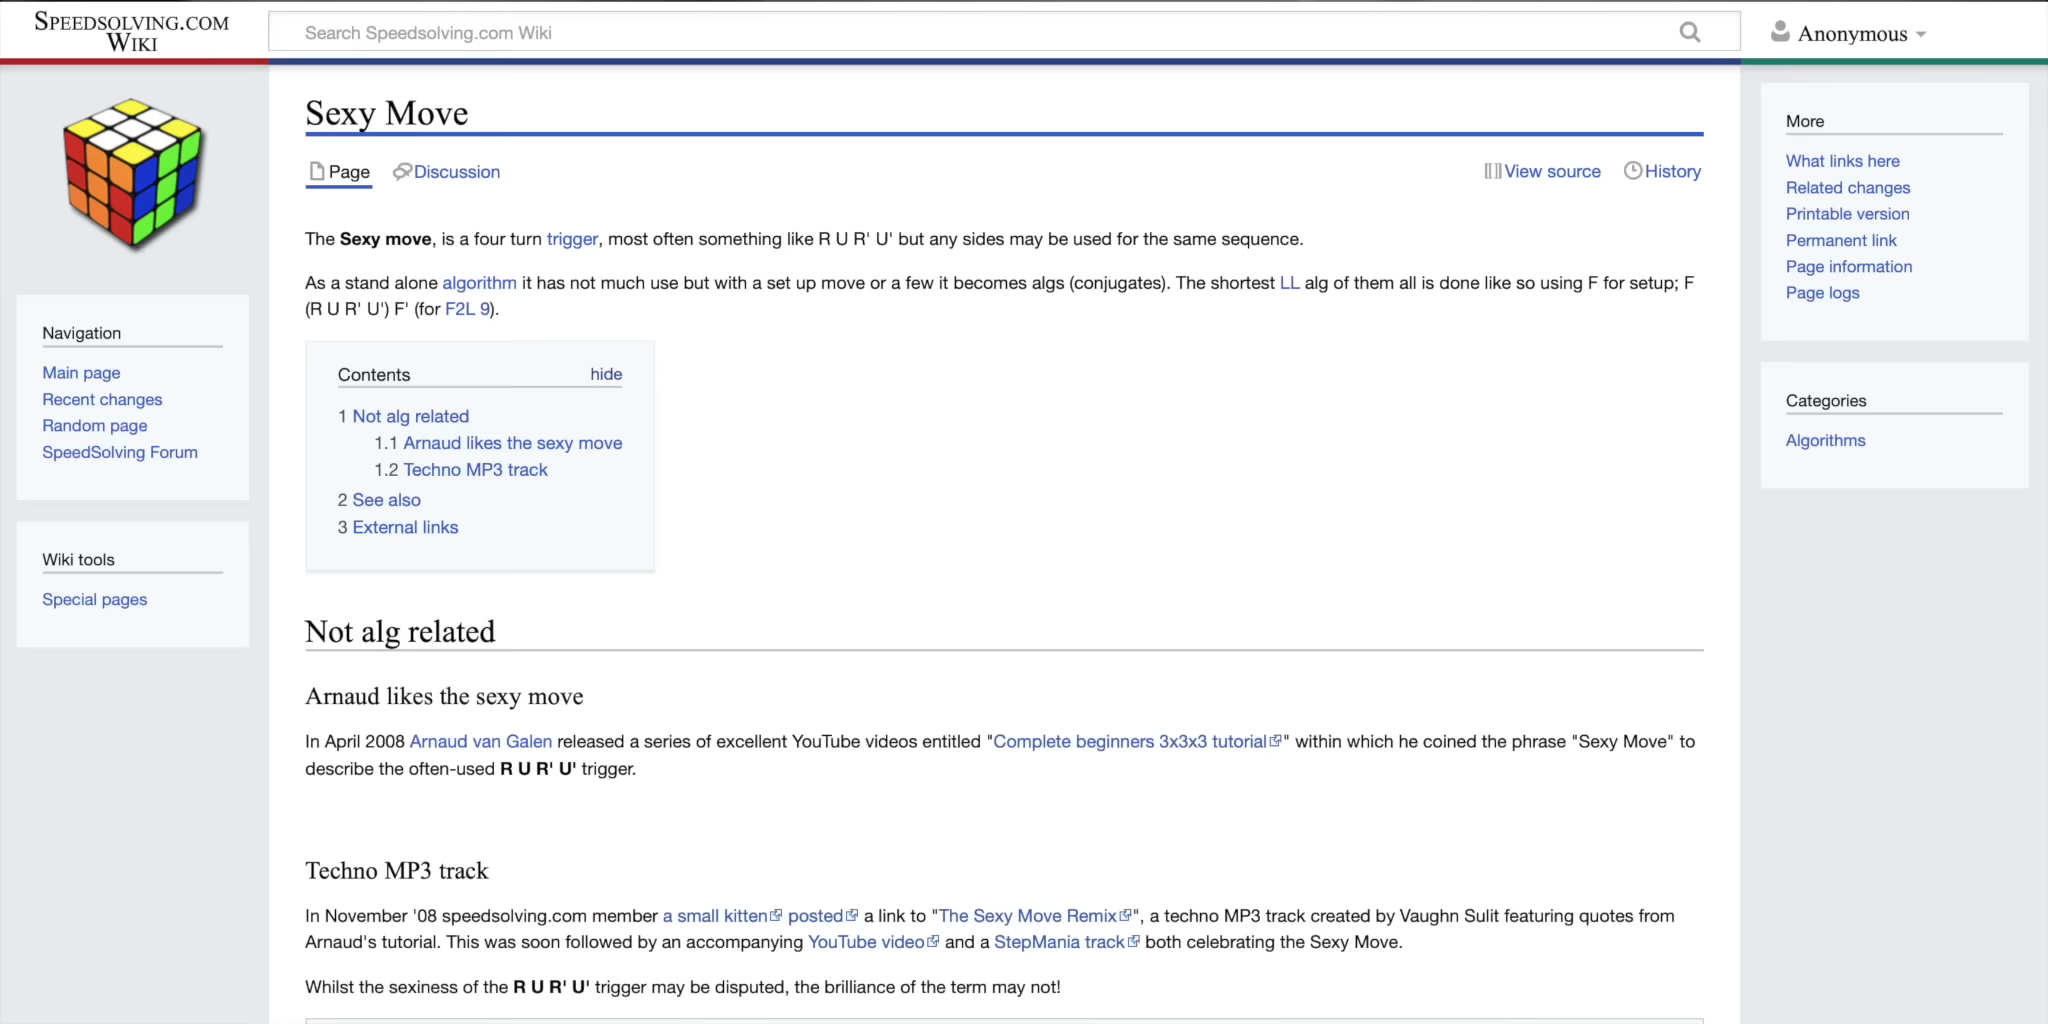 SPEEDSOLVING.COM
WIKI
Search Speedsolving.com Wiki
Anonymous
Sexy Move
Page
Discussion
View source
History
The Sexy move, is a four turn trigger, most often something like R U R' U' but any sides may be used for the same sequence.
As a stand alone algorithm it has not much use but with a set up move or a few it becomes algs (conjugates). The shortest LL alg of them all is done like so using F for setup; F
(R U R' U') F' (for F2L 9).
Contents
hide
1 Not alg related
1.1 Arnaud likes the sexy move
1.2 Techno MP3 track
2 See also
3 External links
Not alg related
Arnaud likes the sexy move
In April 2008 Arnaud van Galen released a series of excellent YouTube videos entitled "Complete beginners 3x3x3 tutorial" within which he coined the phrase "Sexy Move" to
describe the often-used R U R' U' trigger.
Techno MP3 track
In November '08 speedsolving.com member a small kitten posted a link to "The Sexy Move Remix", a techno MP3 track created by Vaughn Sulit featuring quotes from
Arnaud's tutorial. This was soon followed by an accompanying YouTube video and a StepMania track both celebrating the Sexy Move.
Whilst the sexiness of the R U R' U' trigger may be disputed, the brilliance of the term may not!
Navigation
Main page
Recent changes
Random page
SpeedSolving Forum
Wiki tools
Special pages
More
What links here
Related changes
Printable version
Permanent link
Page information
Page logs
Categories
Algorithms